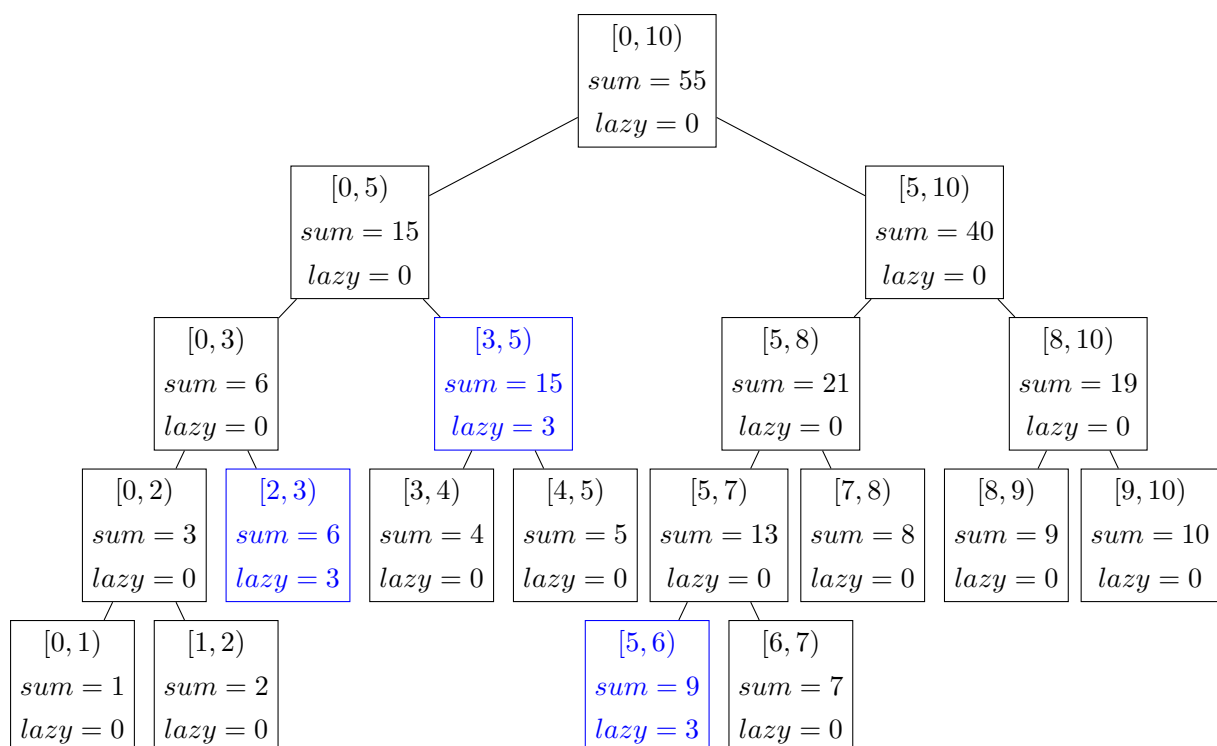 [0, 10)
sum = 55
lazy = 0
[0, 5)
sum = 15
lazy = 0
[5, 10)
sum = 40
lazy = 0
[0, 3)
sum = 6
lazy = 0
[3, 5)
sum = 15
lazy = 3
[5, 8)
sum = 21
lazy = 0
[8, 10)
sum = 19
lazy = 0
[0, 2)
sum = 3
lazy = 0
[2, 3)
sum = 6
lazy = 3
[3, 4)
sum = 4
lazy = 0
[4, 5)
sum = 5
lazy = 0
[5, 7)
sum = 13
lazy = 0
[7, 8)
sum = 8
lazy = 0
[8, 9)
sum = 9
lazy = 0
[9, 10)
sum = 10
lazy = 0
[0, 1)
sum = 1
lazy = 0
[1, 2)
sum = 2
lazy = 0
[5, 6)
sum = 9
lazy = 3
[6, 7)
sum = 7
lazy = 0